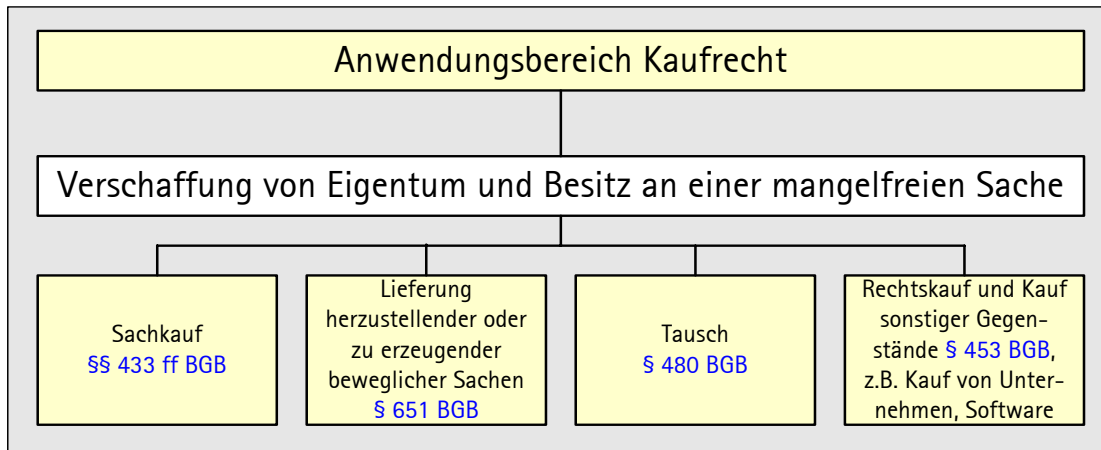 Anwendungsbereich Kaufrecht
Verschaffung von Eigentum und Besitz an einer mangelfreien Sache
Sachkauf
§§ 433 ff BGB
Lieferung
herzustellender oder
zu erzeugender
beweglicher Sachen
§ 651 BGB
Tausch
§ 480 BGB
Rechtskauf und Kauf
sonstiger Gegen-
stände § 453 BGB,
z.B. Kauf von Unter-
nehmen, Software